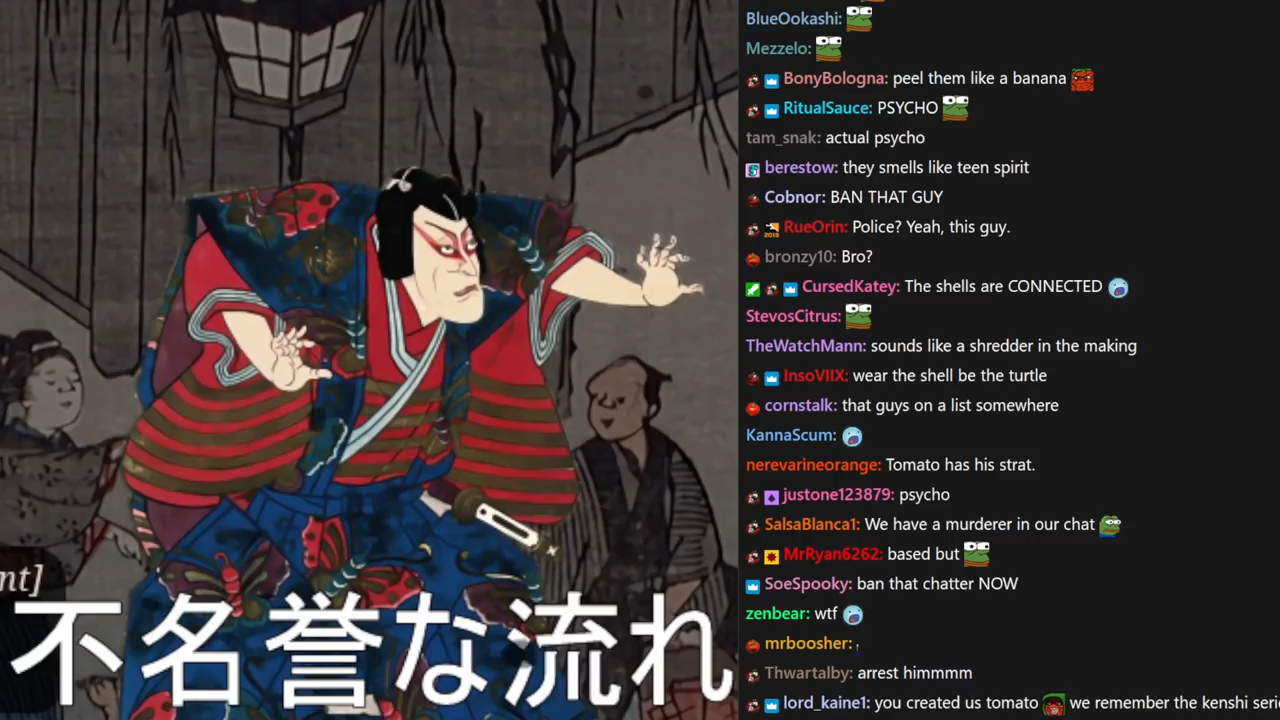 nt]
不名誉な流れ
BlueOokashi:
Mezzelo:
BonyBologna: peel them like a banana
RitualSauce: PSYCHO
tam_snak: actual psycho
berestow: they smells like teen spirit
Cobnor: BAN THAT GUY
RueOrin: Police? Yeah, this guy.
bronzy10: Bro?
CursedKatey: The shells are CONNECTED
StevosCitrus:
TheWatchMann: sounds like a shredder in the making
InsoVIIX: wear the shell be the turtle
cornstalk: that guys on a list somewhere
KannaScum:
nerevarineorange: Tomato has his strat.
justone123879: psycho
SalsaBlanca1: We have a murderer in our chat
MrRyan6262: based but
SoeSpooky: ban that chatter NOW
zenbear: wtf
mrboosher:
Thwartalby: arrest himmmm
lord_kaine1: you created us tomato we remember the kenshi seri